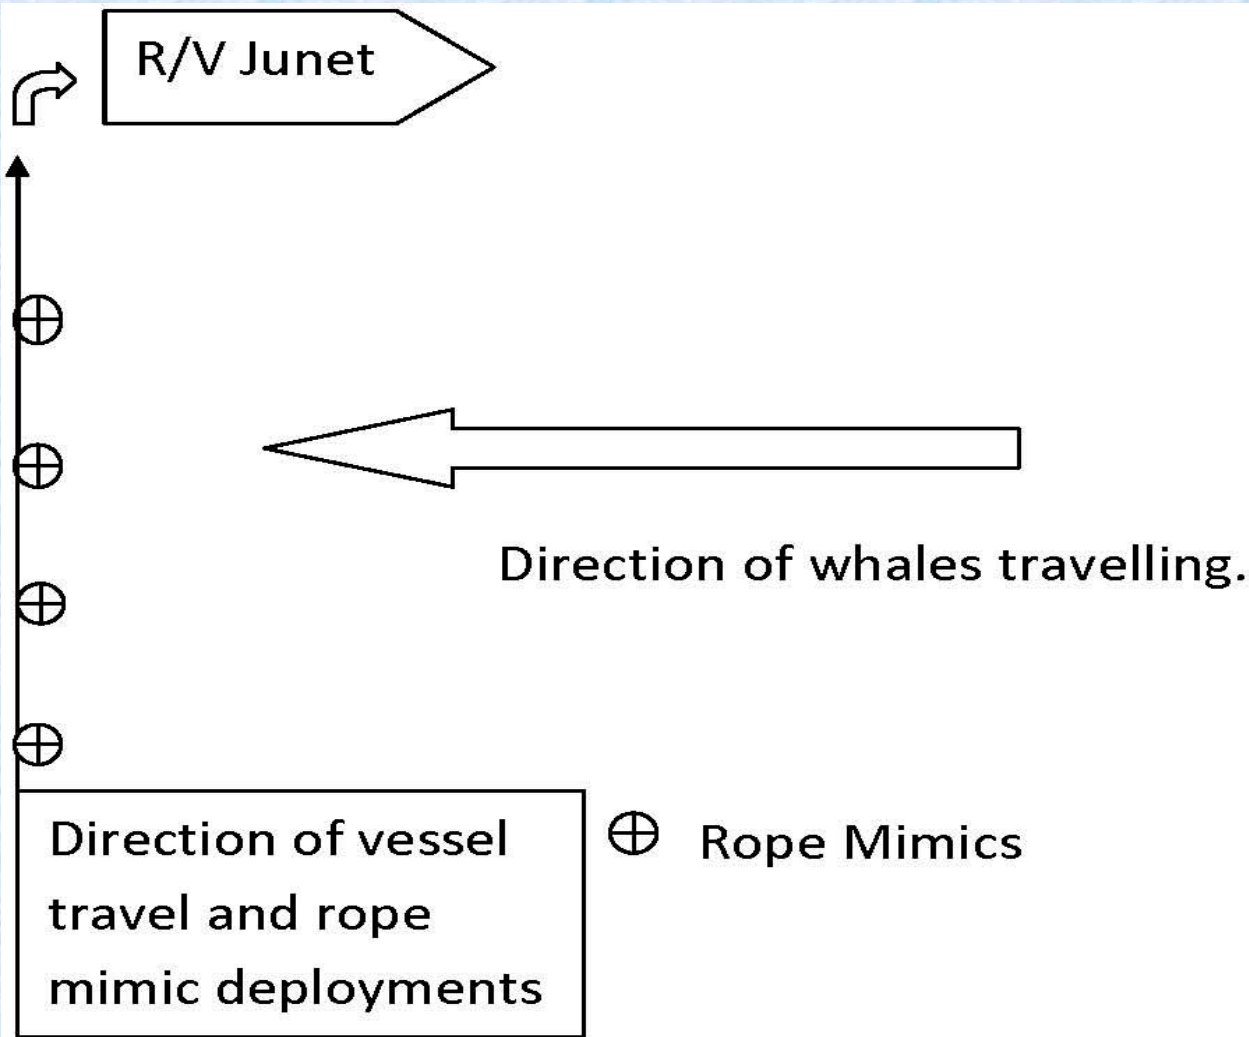 R/V Junet
Direction of whales travelling.
Direction of vessel
travel and rope
mimic deployments
Rope Mimics